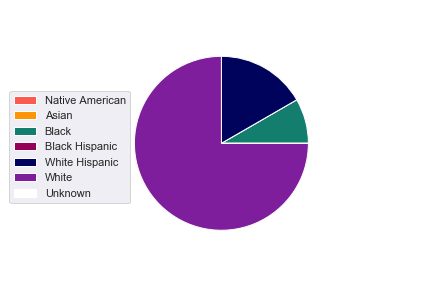 Native American
Asian
Black
Black Hispanic
White Hispanic
White
Unknown